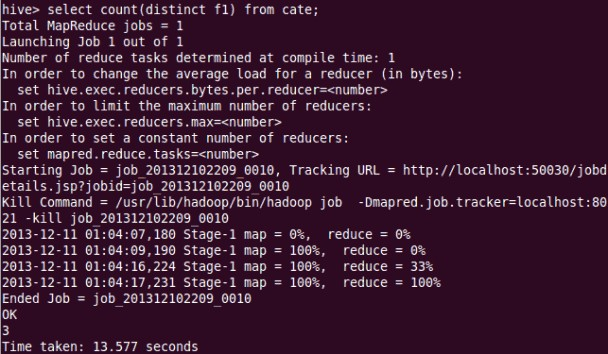 hive> select count(distinct f1) from cate;
Total MapReduce jobs = 1
Launching Job 1 out of 1
Number of reduce tasks determined at compile time: 1
In order to change the average load for a reducer (in bytes):
  set hive.exec.reducers.bytes.per.reducer=<number>
In order to limit the maximum number of reducers:
  set hive.exec.reducers.max=<number>
In order to set a constant number of reducers:
  set mapred.reduce.tasks=<number>
Starting Job = job_201312102209_0010, Tracking URL = http://localhost:50030/jobd
etails.jsp?jobid=job_201312102209_0010
Kill Command = /usr/lib/hadoop/bin/hadoop job  -Dmapred.job.tracker=localhost:80
21 -kill job_201312102209_0010
2013-12-11 01:04:07,180 Stage-1 map = 0%,  reduce = 0%
2013-12-11 01:04:09,190 Stage-1 map = 100%,  reduce = 0%
2013-12-11 01:04:16,224 Stage-1 map = 100%,  reduce = 33%
2013-12-11 01:04:17,231 Stage-1 map = 100%,  reduce = 100%
Ended Job = job_201312102209_0010
OK
3
Time taken: 13.577 seconds